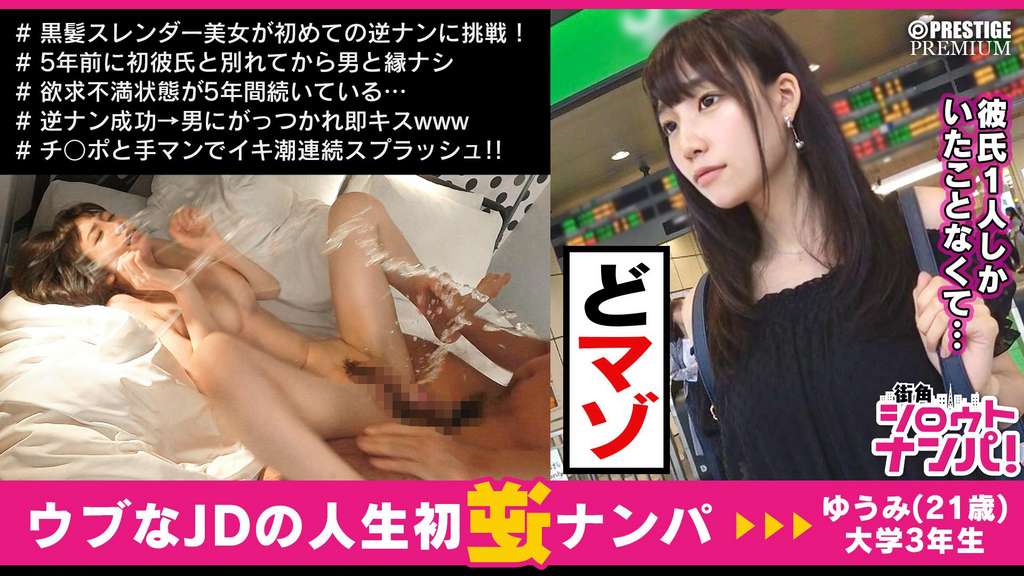 # 黒髪スレンダー美女が初めての逆ナンに挑戦！
# 5年前に初彼氏と別れてから男と縁ナシ
# 欲求不満状態が5年間続いている…
# 逆ナン成功→男にがっつかれ即キスwww
# チ〇ポと手マンでイキ潮連続スプラッシュ!!
PRESTIGE
PREMIUM
彼氏1人しか
いたことなくて…
どマゾ
街角
シロウト
ナンパ！
ウブなJDの人生初逆ナンパ
ゆうみ(21歳)
大学3年生